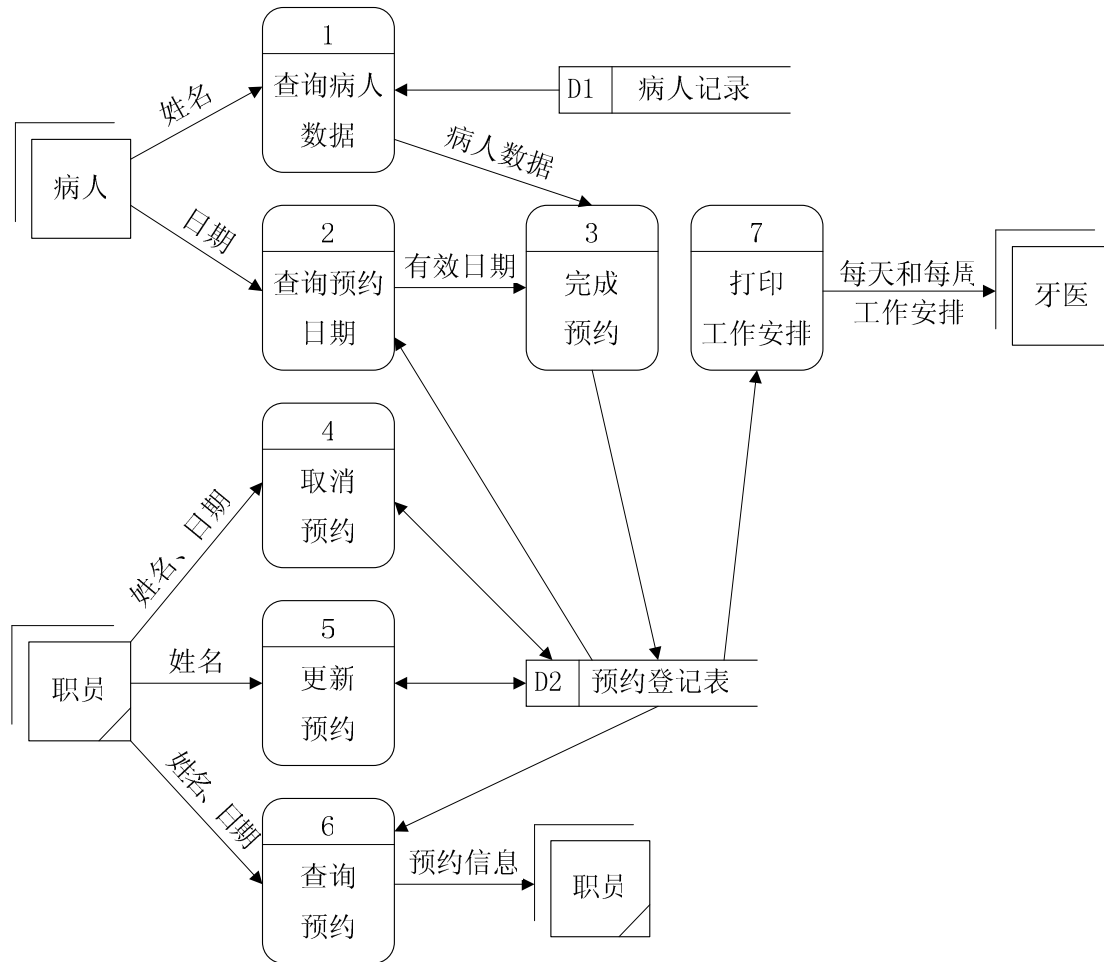 1
查询病人
数据
D1 病人记录
姓名
病人数据
病人
日期
2
查询预约
日期
有效日期
3
完成
预约
7
打印
工作安排
每天和每周
工作安排
牙医
4
取消
预约
姓名、日期
5
更新
预约
姓名
职员
D2 预约登记表
姓名、日期
6
查询
预约
预约信息
职员